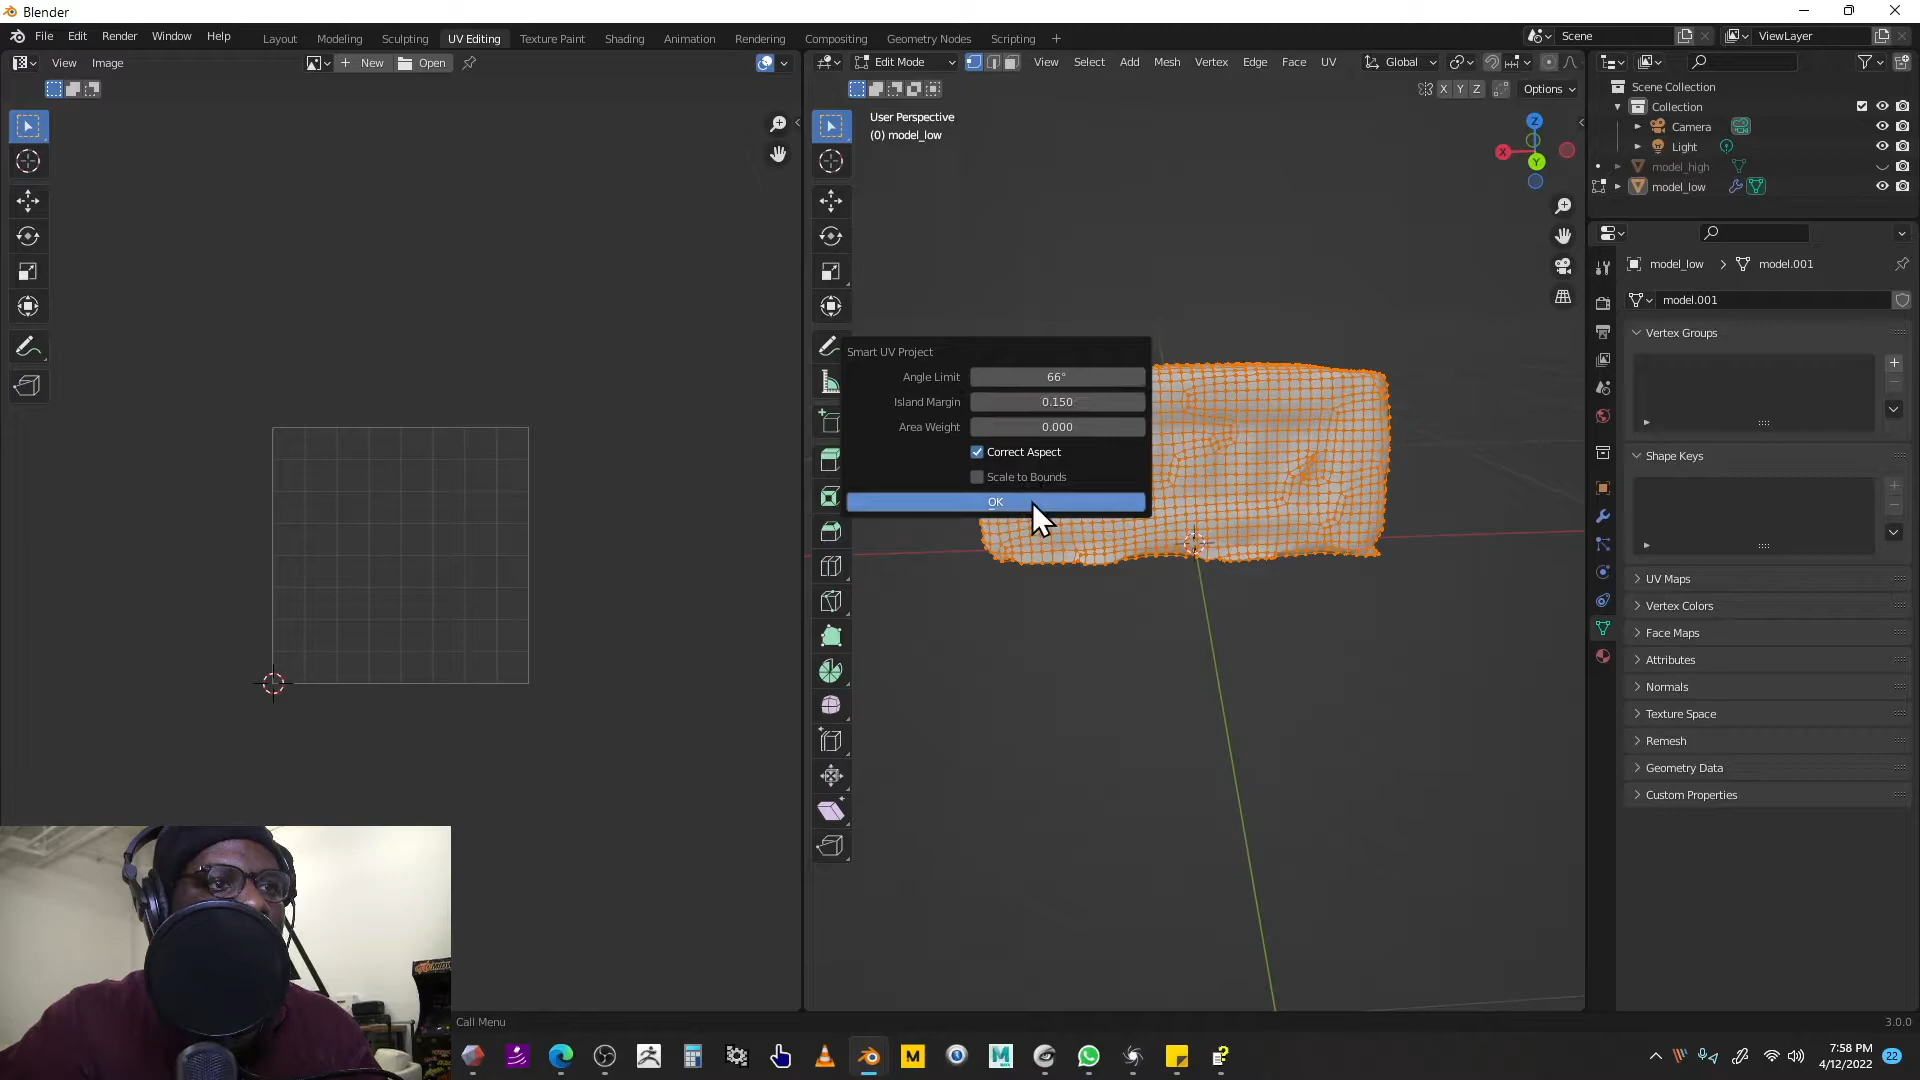 Blender
File Edit Render Window Help
Layout Modeling Sculpting UV Editing Texture Paint Shading Animation Rendering Compositing Geometry Nodes Scripting +
Scene
ViewLayer
View Image
New
Open
Edit Mode
View Select Add Mesh Vertex Edge Face UV
Global
X Y Z
Options
User Perspective
(0) model_low
Z
X
Y
Scene Collection
Collection
Camera
Light
model_high
model_low
model_low
model.001
model.001
Vertex Groups
Shape Keys
UV Maps
Vertex Colors
Face Maps
Attributes
Normals
Texture Space
Remesh
Geometry Data
Custom Properties
Smart UV Project
Angle Limit 66°
Island Margin 0.150
Area Weight 0.000
Correct Aspect
Scale to Bounds
OK
Call Menu
3.0.0
M
M
7:58 PM
4/12/2022
22